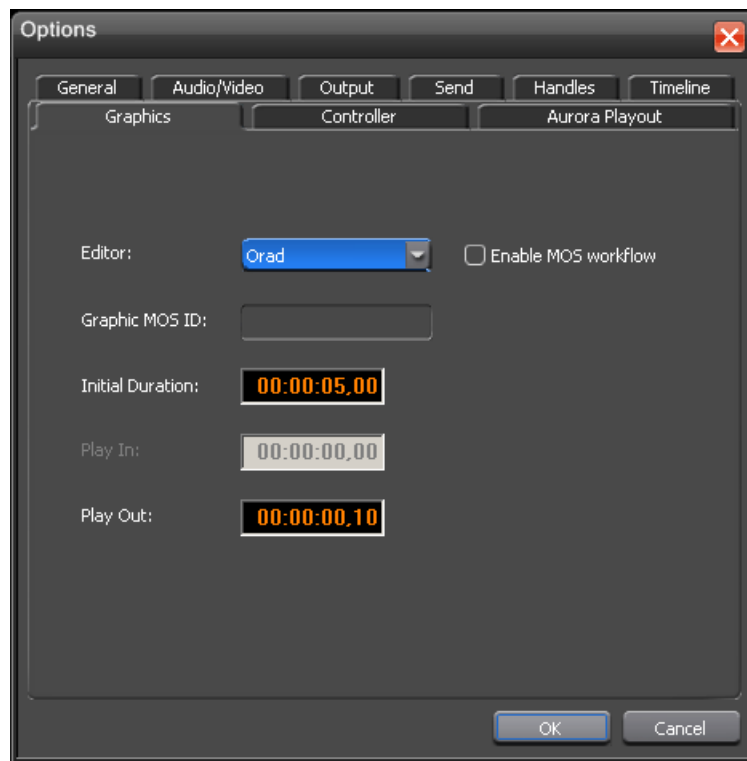 Options
General Audio/Video Output Send Handles Timeline
Graphics Controller Aurora Playout
Editor: Orad Enable MOS workflow
Graphic MOS ID:
Initial Duration: 00:00:05,00
Play In: 00:00:00,00
Play Out: 00:00:00,10
OK Cancel